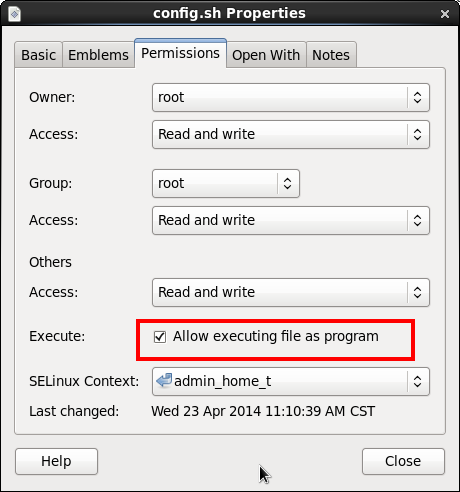 config.sh Properties
Basic Emblems Permissions Open With Notes
Owner: root
Access: Read and write
Group: root
Access: Read and write
Others
Access: Read and write
Execute: Allow executing file as program
SELinux Context: admin_home_t
Last changed: Wed 23 Apr 2014 11:10:39 AM CST
Help Close